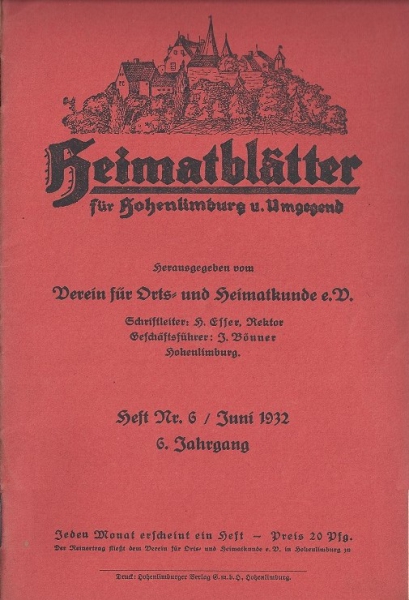 Heimatblätter
für Hohenlimburg u. Umgegend
Herausgegeben vom
Verein für Orts- und Heimatkunde e.V.
Schriftleiter: H. Esser, Rektor
Geschäftsführer: J. Bönner
Hohenlimburg.
Heft Nr. 6 / Juni 1932
6. Jahrgang
Jeden Monat erscheint ein Heft — Preis 20 Pfg.
Der Reinertrag fließt dem Verein für Orts- und Heimatkunde e.V. in Hohenlimburg zu
Druck: Hohenlimburger Verlag G.m.b.H., Hohenlimburg.